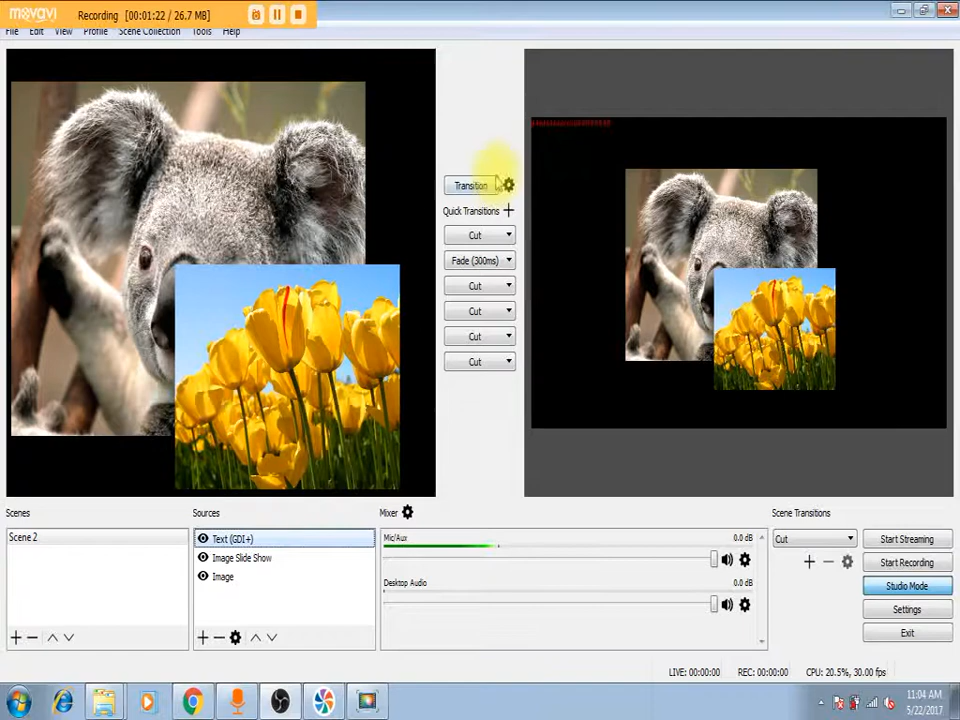 movavi Recording [00:01:22 / 26.7 MB]
File Edit View Profile Scene Collection Tools Help
Transition
Quick Transitions
Cut
Fade (300ms)
Cut
Cut
Cut
Cut
Scenes
Scene 2
Sources
Text (GDI+)
Image Slide Show
Image
Mixer
Mic/Aux 0.0 dB
Desktop Audio 0.0 dB
Scene Transitions
Cut
Start Streaming
Start Recording
Studio Mode
Settings
Exit
LIVE: 00:00:00 REC: 00:00:00 CPU: 20.5%, 30.00 fps
11:04 AM
5/22/2017